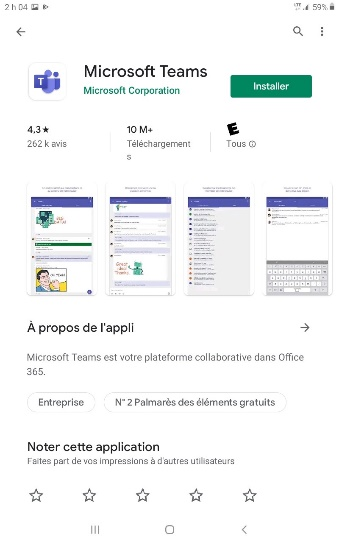 2 h 04
59%
Microsoft Teams
Microsoft Corporation
Installer
4,3★
10 M+
E
262 k avis
Téléchargement
s
Tous
À propos de l'appli
Microsoft Teams est votre plateforme collaborative dans Office
365.
Entreprise
N° 2 Palmarès des éléments gratuits
Noter cette application
Faites part de vos impressions à d'autres utilisateurs